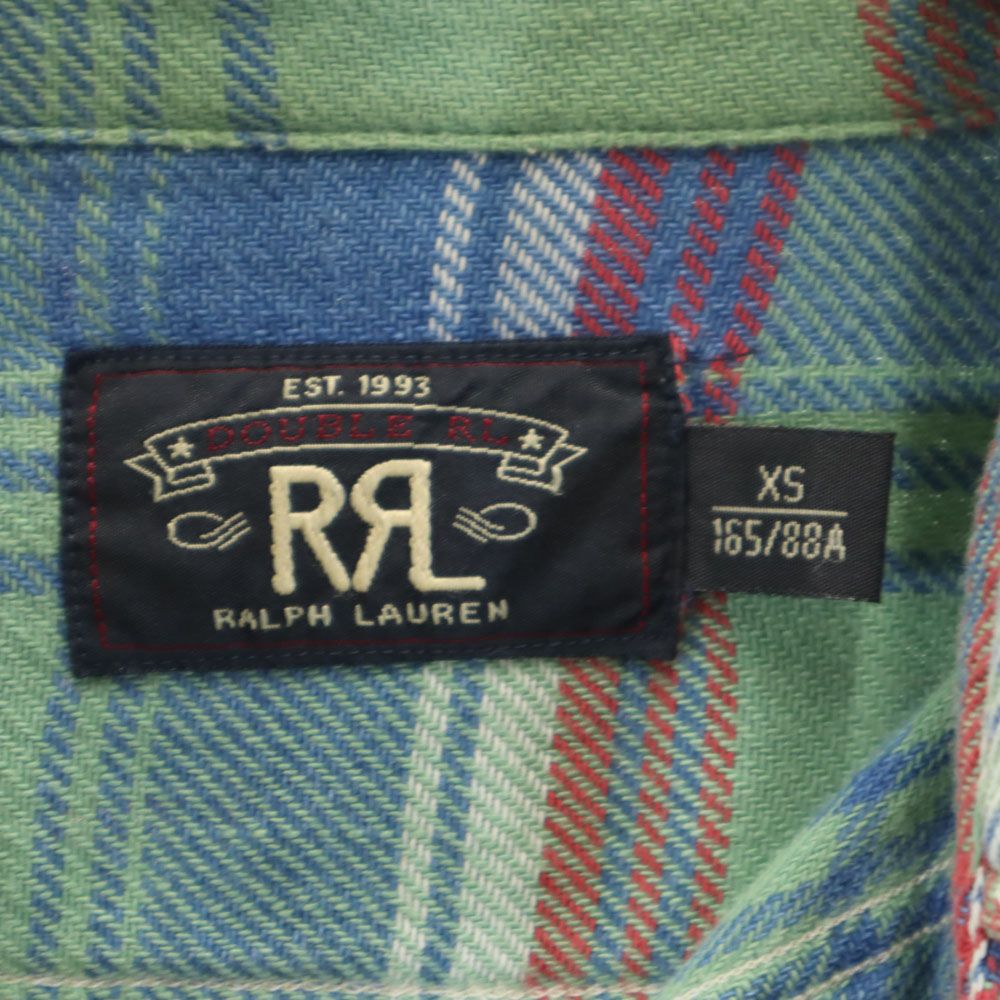 EST. 1993
DOUBLE RL
RRL
RALPH LAUREN
XS
165/88A